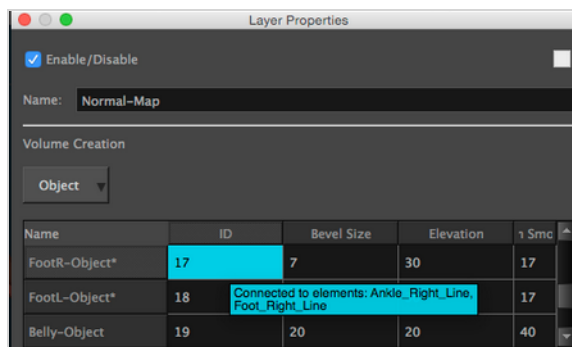 Layer Properties
Enable/Disable
Name: Normal-Map
Volume Creation
Object
Name ID Bevel Size Elevation
FootR-Object* 17 7 30 17
FootL-Object* 18 17
Connected to elements: Ankle_Right_Line,
Foot_Right_Line
Belly-Object 19 20 20 40